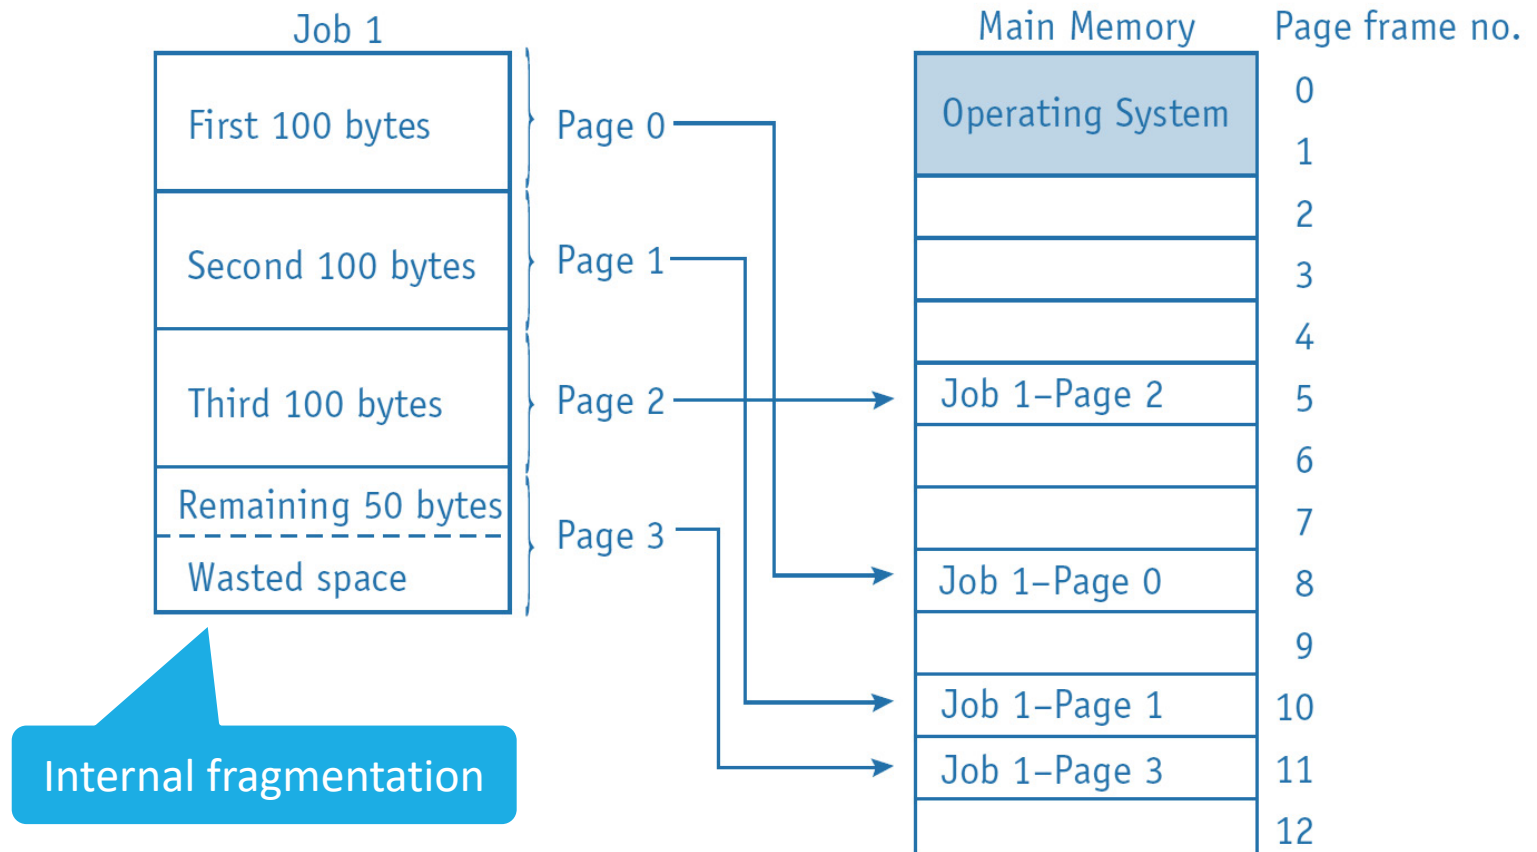 Job 1
First 100 bytes
Second 100 bytes
Third 100 bytes
Remaining 50 bytes
Wasted space
Internal fragmentation
Page 0
Page 1
Page 2
Page 3
Main Memory
Operating System
Job 1–Page 2
Job 1–Page 0
Job 1–Page 1
Job 1–Page 3
Page frame no.
0
1
2
3
4
5
6
7
8
9
10
11
12